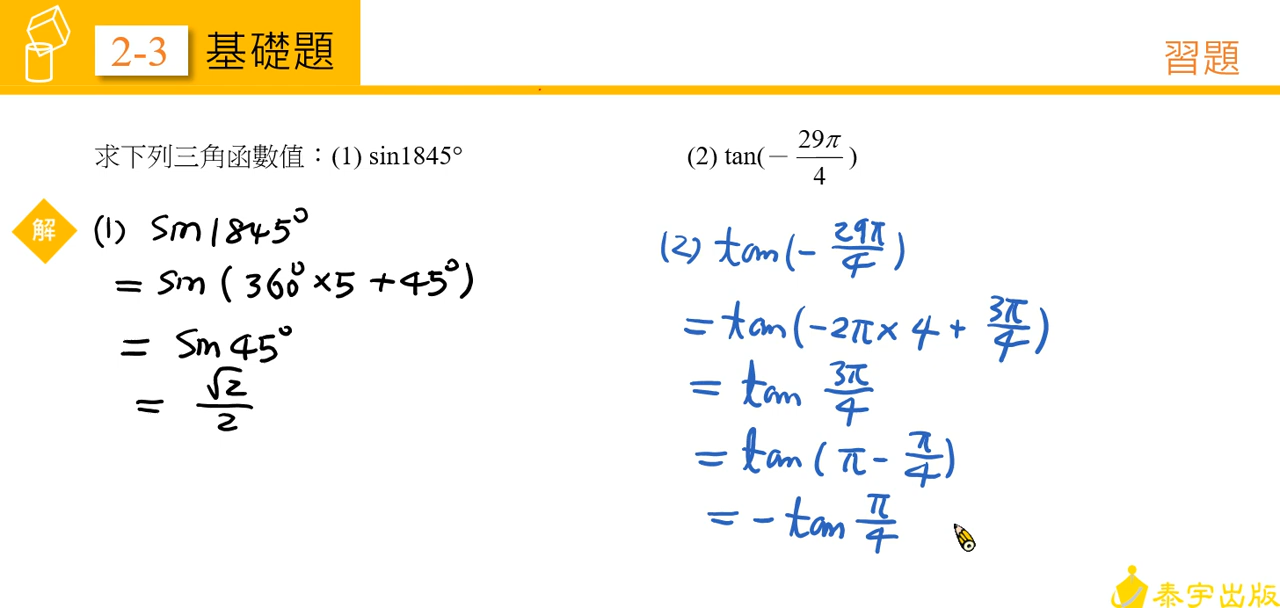 2-3 基礎題
習題
求下列三角函數值：(1) sin1845° (2) tan(−29π/4)
解
(1) sin1845°
= sin(360°×5+45°)
= sin45°
= √2/2
(2) tan(−29π/4)
= tan(−2π×4+3π/4)
= tan 3π/4
= tan(π−π/4)
= −tan π/4
泰宇出版